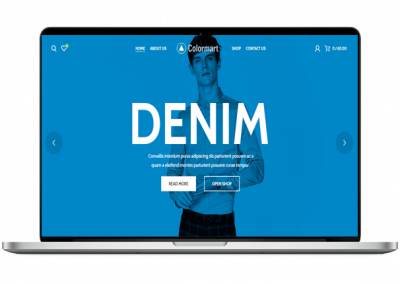 HOME ABOUT US Colormart SHOP CONTACT US 0 / £0.00
DENIM
Convallis interdum purus adipiscing dis parturient posuere ac a
quam a eleifend montes parturient posuere curae tempor
READ MORE OPEN SHOP